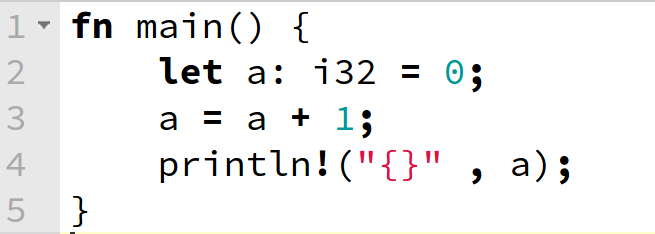 1 fn main() {
2 let a: i32 = 0;
3 a = a + 1;
4 println!("{}" , a);
5 }